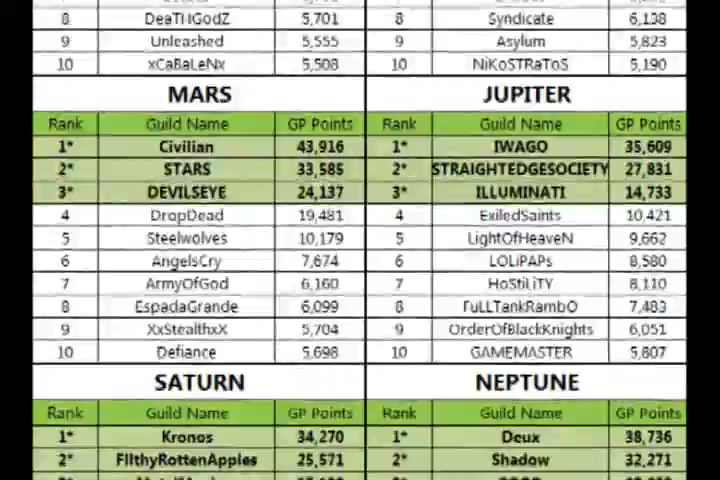 8 DeaTHGodZ 5,701 8 Syndicate 6,138
9 Unleashed 5,555 9 Asylum 5,823
10 xCaBaLeNx 5,508 10 NiKoSTRaToS 5,190
MARS JUPITER
Rank Guild Name GP Points Rank Guild Name GP Points
1* Civilian 43,916 1* IWAGO 35,609
2* STARS 33,585 2* STRAIGHTEDGESOCIETY 27,831
3* DEVILSEYE 24,137 3* ILLUMINATI 14,733
4 DropDead 19,481 4 ExiledSaints 10,421
5 Steelwolves 10,179 5 LightOfHeaveN 9,662
6 AngelsCry 7,674 6 LOLiPAPs 8,580
7 ArmyOfGod 6,160 7 HoStiLiTY 8,110
8 EspadaGrande 6,099 8 FuLLTankRambO 7,483
9 XxStealthxX 5,704 9 OrderOfBlackKnights 6,051
10 Defiance 5,698 10 GAMEMASTER 5,807
SATURN NEPTUNE
Rank Guild Name GP Points Rank Guild Name GP Points
1* Kronos 34,270 1* Deux 38,736
2* FilthyRottenApples 25,571 2* Shadow 32,271